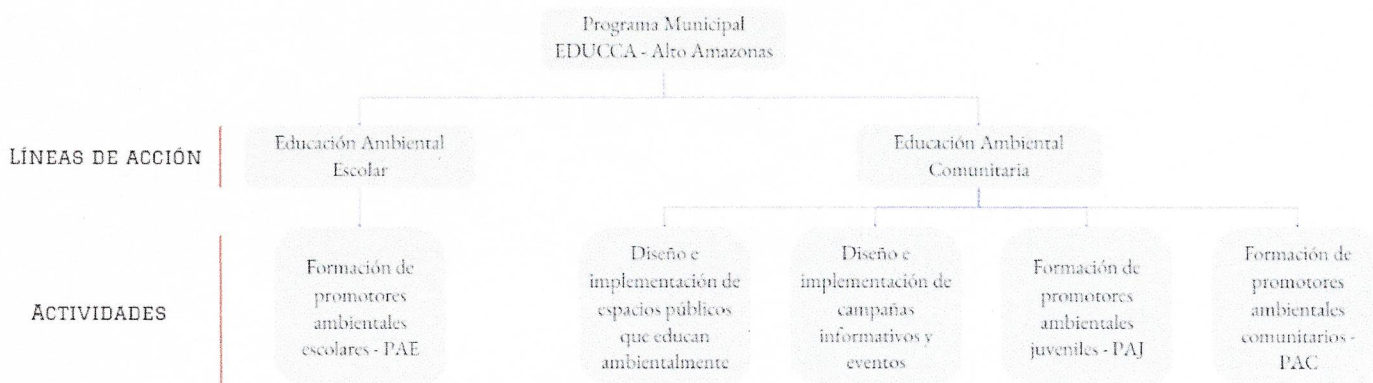 Programa Municipal
EDUCCA - Alto Amazonas
LÍNEAS DE ACCIÓN
Educación Ambiental
Escolar
Educación Ambiental
Comunitaria
ACTIVIDADES
Formación de
promotores
ambientales
escolares - PAE
Diseño e
implementación de
espacios públicos
que educan
ambientalmente
Diseño e
implementación de
campañas
informativos y
eventos
Formación de
promotores
ambientales
juveniles - PAJ
Formación de
promotores
ambientales
comunitarios -
PAC